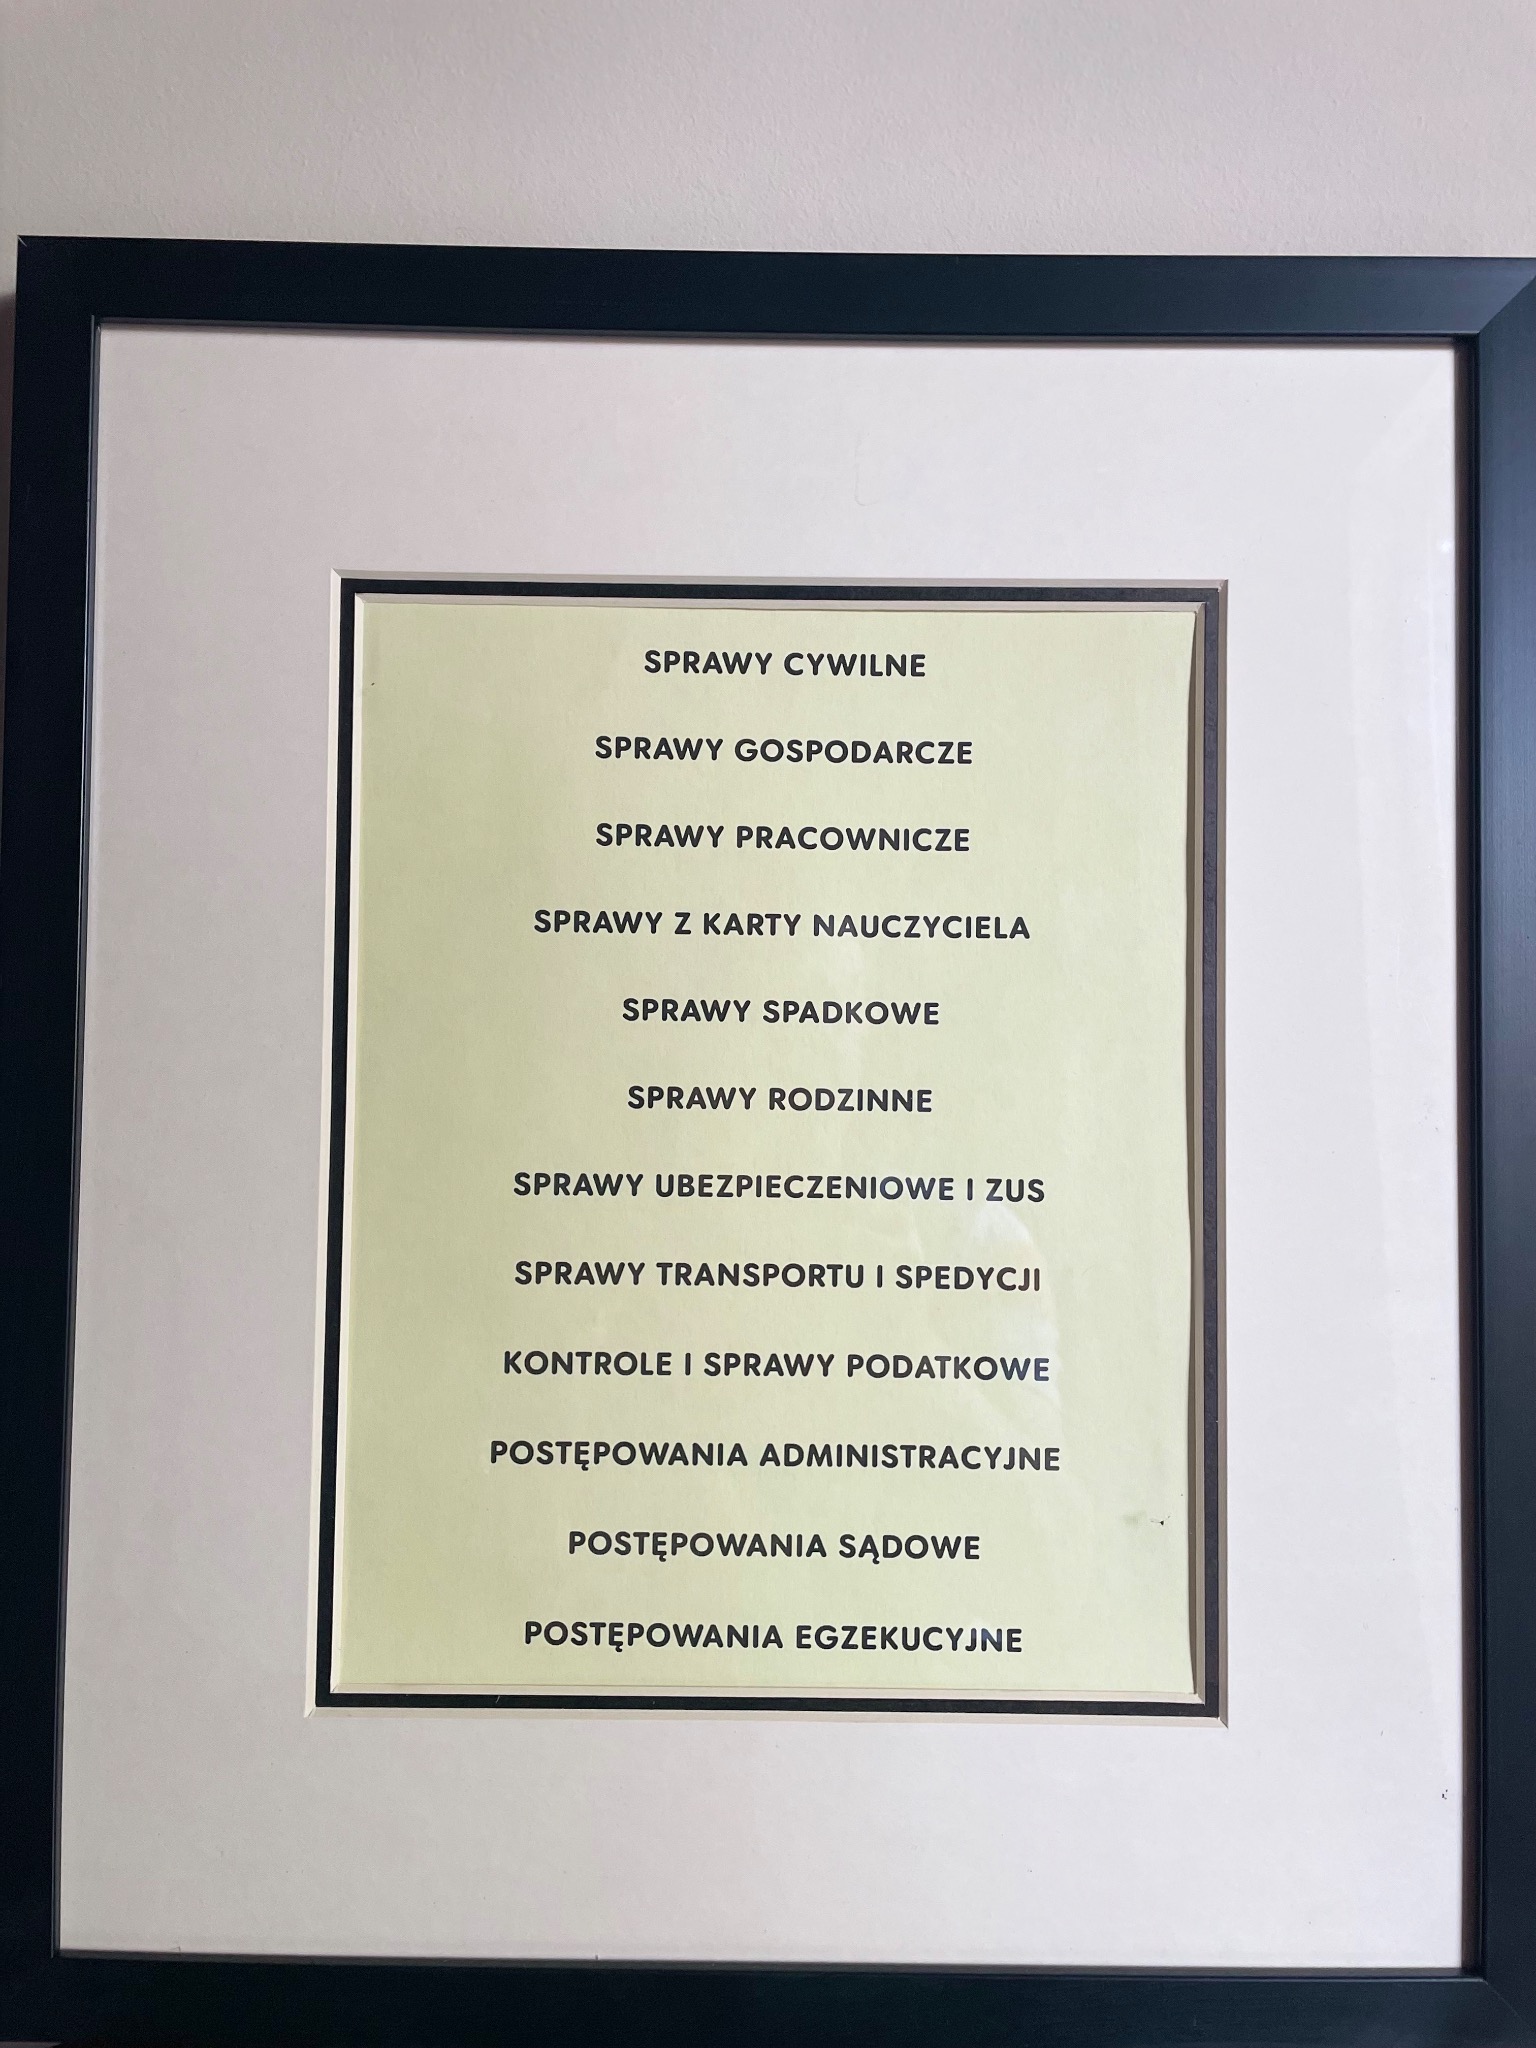 SPRAWY CYWILNE
SPRAWY GOSPODARCZE
SPRAWY PRACOWNICZE
SPRAWY Z KARTY NAUCZYCIELA
SPRAWY SPADKOWE
SPRAWY RODZINNE
SPRAWY UBEZPIECZENIOWE I ZUS
SPRAWY TRANSPORTU I SPEDYCJI
KONTROLE I SPRAWY PODATKOWE
POSTĘPOWANIA ADMINISTRACYJNE
POSTĘPOWANIA SĄDOWE
POSTĘPOWANIA EGZEKUCYJNE